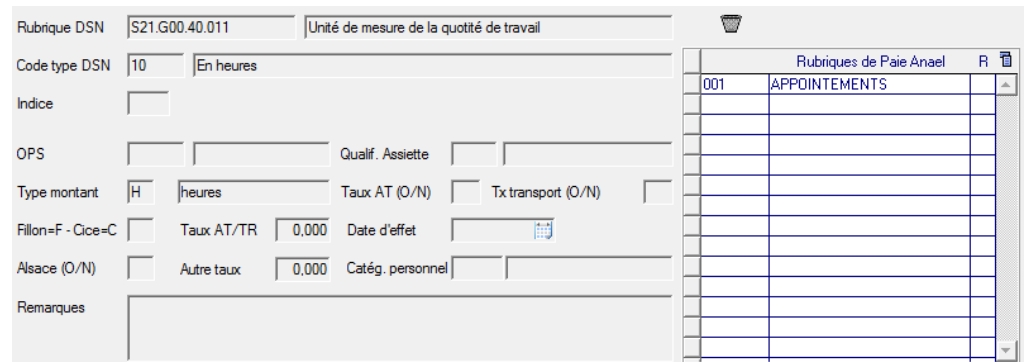 Rubrique DSN S21.G00.40.011 Unité de mesure de la quotité de travail
Code type DSN 10 En heures
Indice
OPS Qualif. Assiette
Type montant H heures Taux AT (O/N) Tx transport (O/N)
Fillon=F - Cice=C Taux AT/TR 0,000 Date d'effet
Alsace (O/N) Autre taux 0,000 Catég. personnel
Remarques
Rubriques de Paie Anael R
001 APPOINTEMENTS